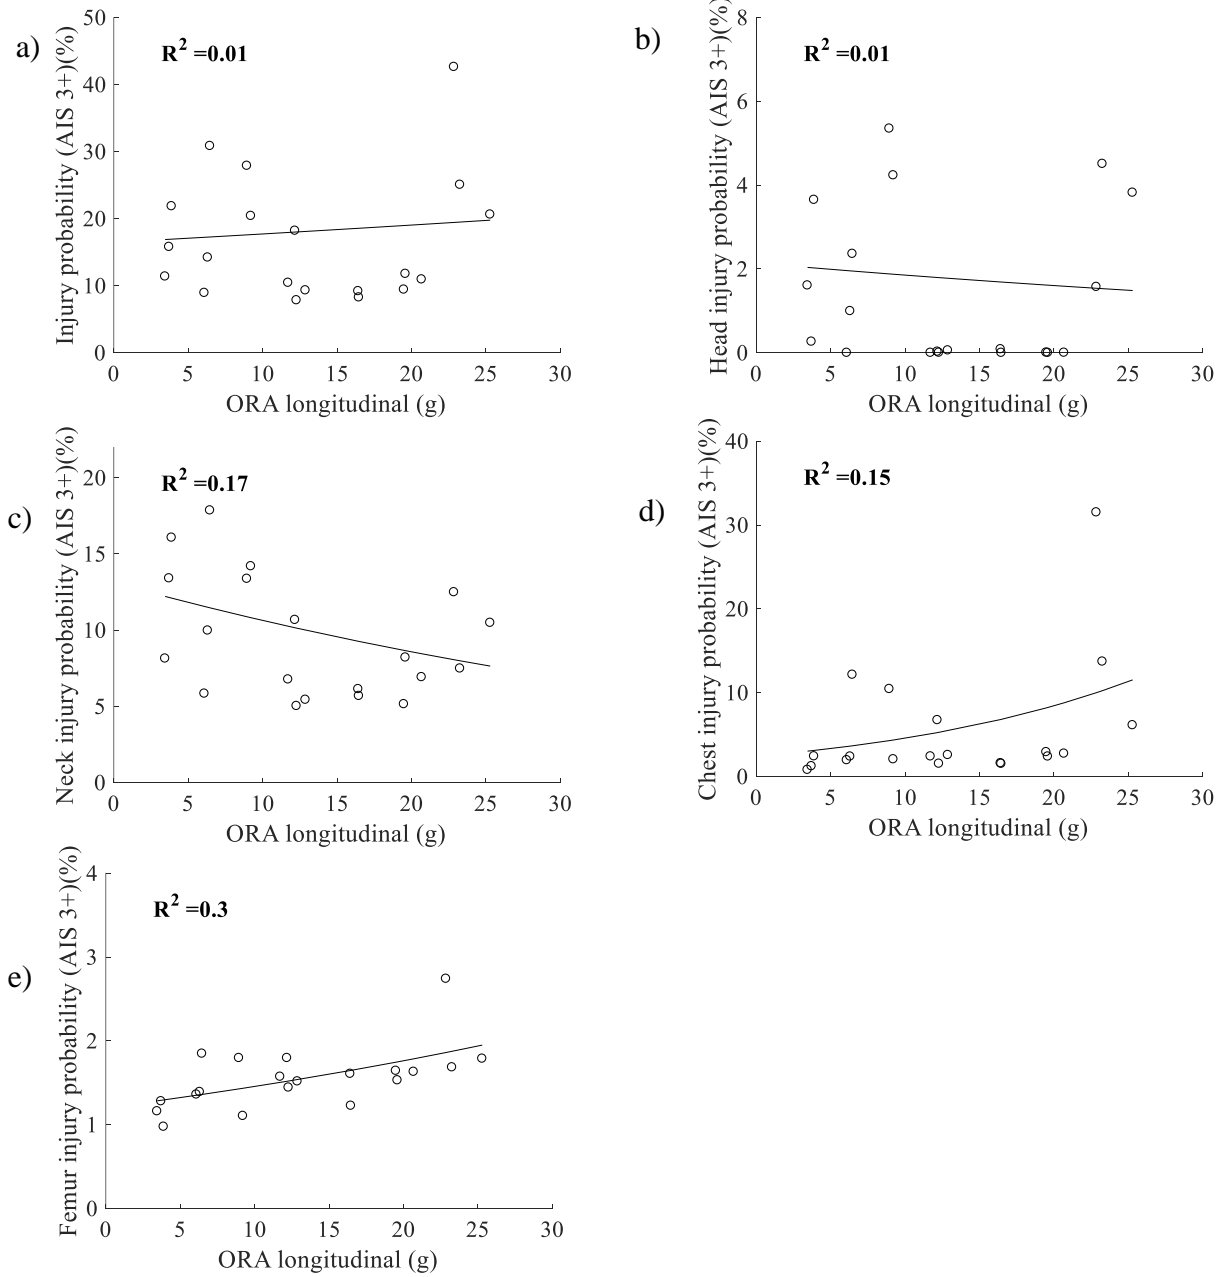 a)
R² =0.01
Injury probability (AIS 3+)(%)
50
40
30
20
10
0
0 5 10 15 20 25 30
ORA longitudinal (g)
b)
R² =0.01
Head injury probability (AIS 3+)(%)
8
6
4
2
0
0 5 10 15 20 25 30
ORA longitudinal (g)
c)
R² =0.17
Neck injury probability (AIS 3+)(%)
20
15
10
5
0
0 5 10 15 20 25 30
ORA longitudinal (g)
d)
R² =0.15
Chest injury probability (AIS 3+)(%)
40
30
20
10
0
0 5 10 15 20 25 30
ORA longitudinal (g)
e)
R² =0.3
Femur injury probability (AIS 3+)(%)
4
3
2
1
0
0 5 10 15 20 25 30
ORA longitudinal (g)